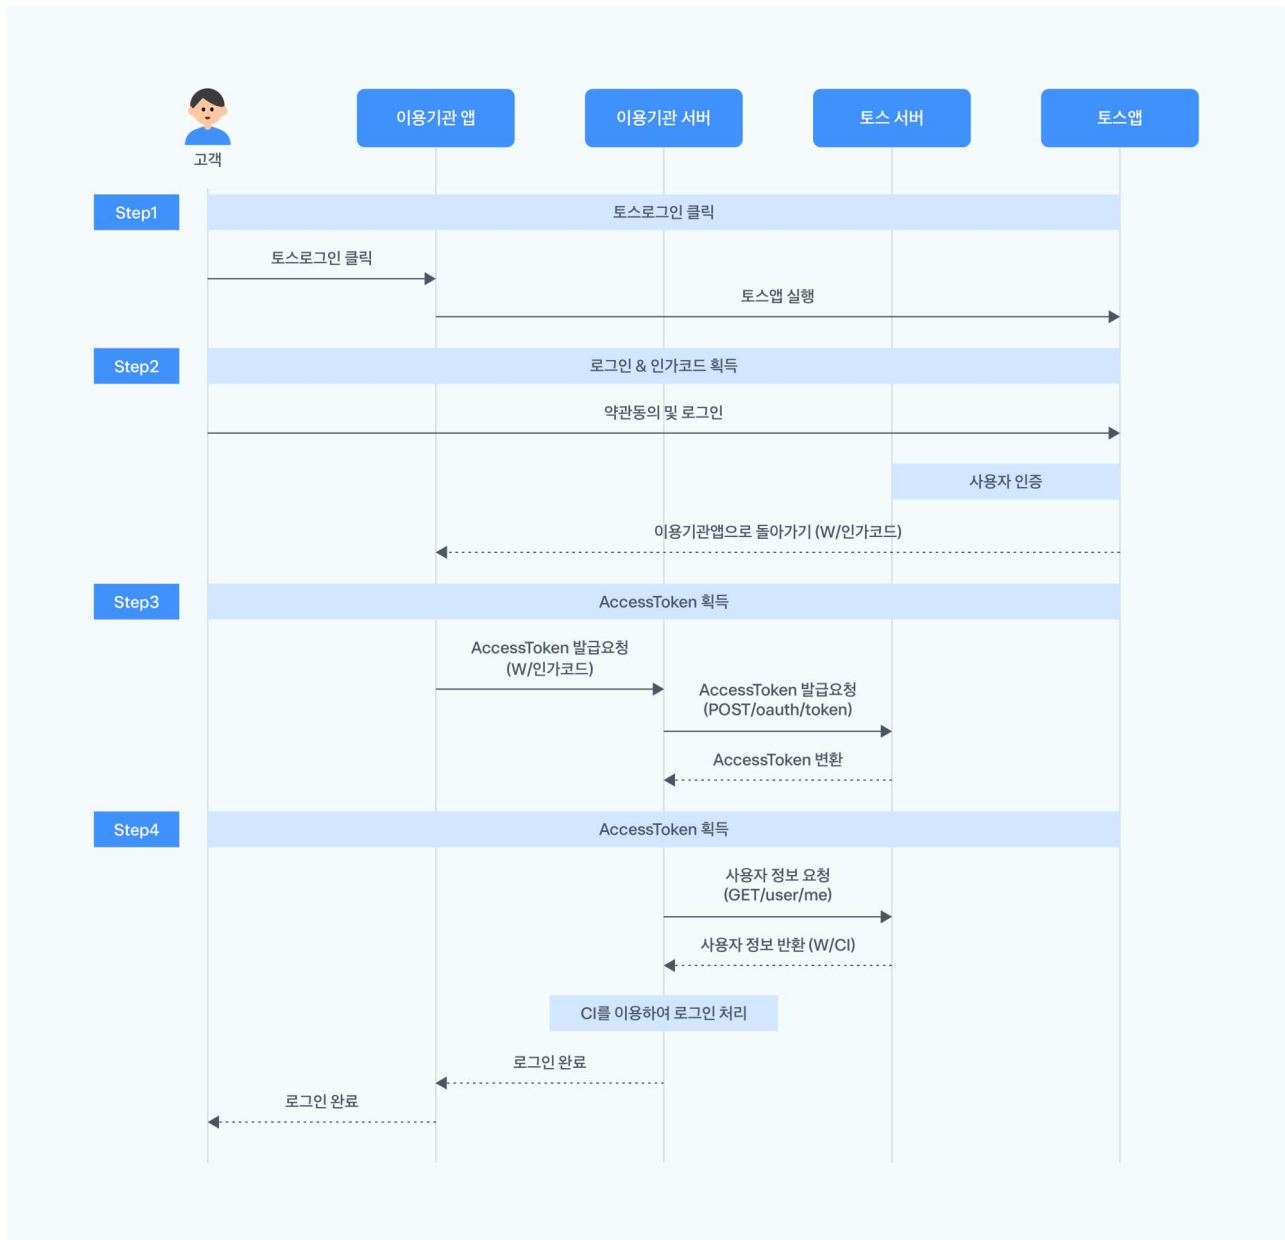 고객
이용기관 앱
이용기관 서버
토스 서버
토스앱
Step1
토스로그인 클릭
토스로그인 클릭
토스앱 실행
Step2
로그인 & 인가코드 획득
약관동의 및 로그인
사용자 인증
이용기관앱으로 돌아가기 (W/인가코드)
Step3
AccessToken 획득
AccessToken 발급요청
(W/인가코드)
AccessToken 발급요청
(POST/oauth/token)
AccessToken 변환
Step4
AccessToken 획득
사용자 정보 요청
(GET/user/me)
사용자 정보 반환 (W/CI)
CI를 이용하여 로그인 처리
로그인 완료
로그인 완료